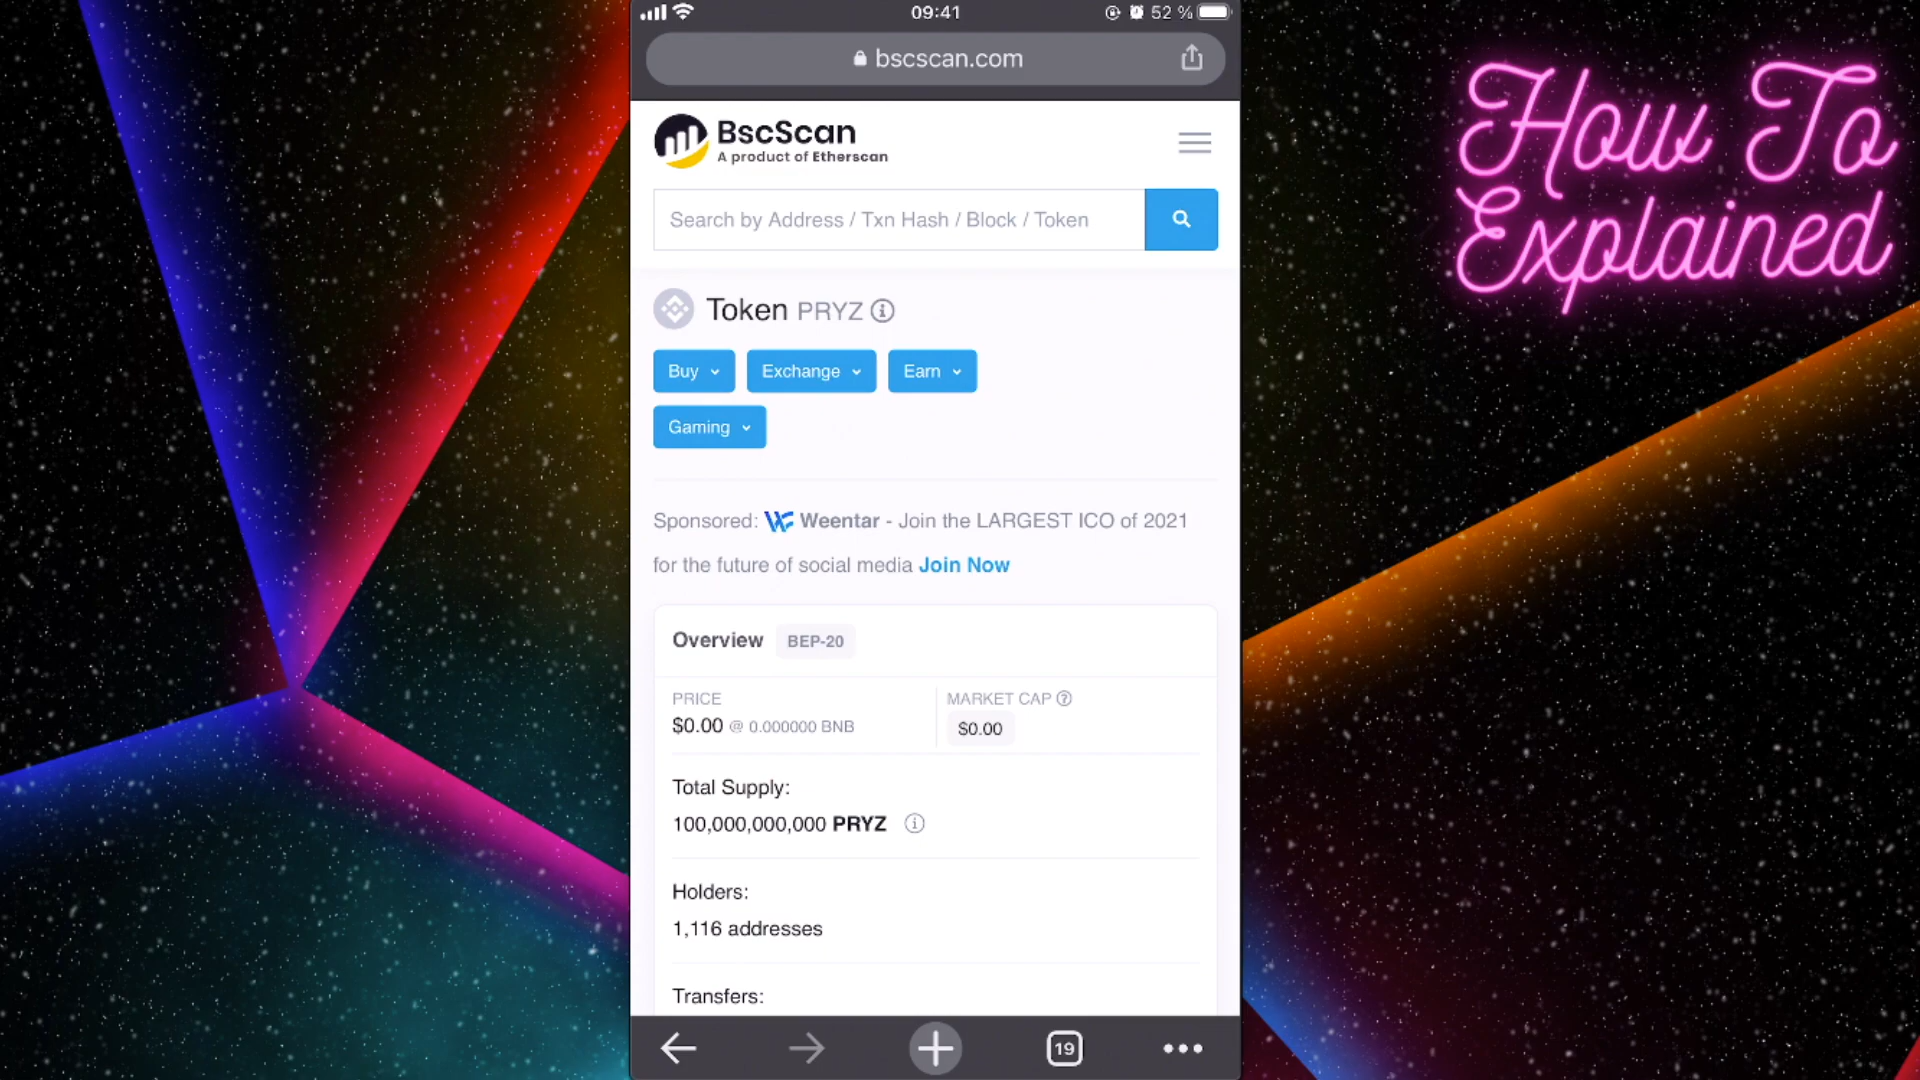 09:41
52 %
bscscan.com
BscScan
A product of Etherscan
Search by Address / Txn Hash / Block / Token
Token PRYZ
Buy
Exchange
Earn
Gaming
Sponsored: Weentar - Join the LARGEST ICO of 2021
for the future of social media Join Now
Overview BEP-20
PRICE
$0.00 @ 0.000000 BNB
MARKET CAP
$0.00
Total Supply:
100,000,000,000 PRYZ
Holders:
1,116 addresses
Transfers:
19
How To
Explained